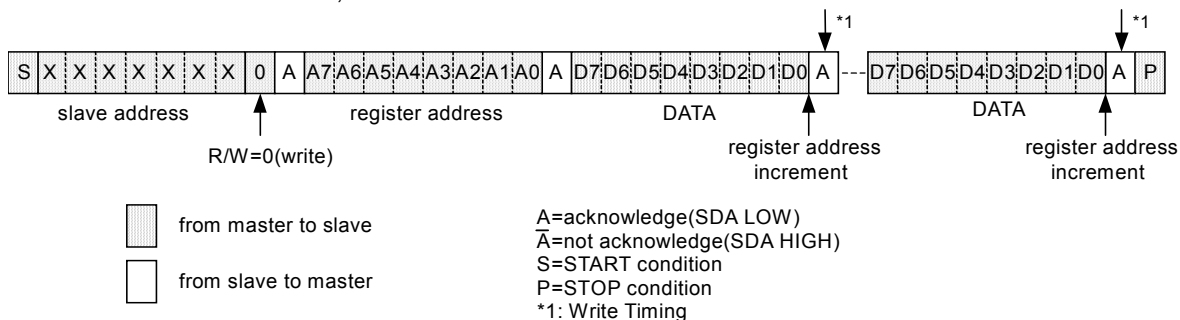 *1 *1
S X X X X X X X 0 A A7 A6 A5 A4 A3 A2 A1 A0 A D7 D6 D5 D4 D3 D2 D1 D0 A D7 D6 D5 D4 D3 D2 D1 D0 A P
slave address register address DATA DATA
R/W=0(write)
register address
increment
register address
increment
from master to slave
from slave to master
A=acknowledge(SDA LOW)
A̅=not acknowledge(SDA HIGH)
S=START condition
P=STOP condition
*1: Write Timing